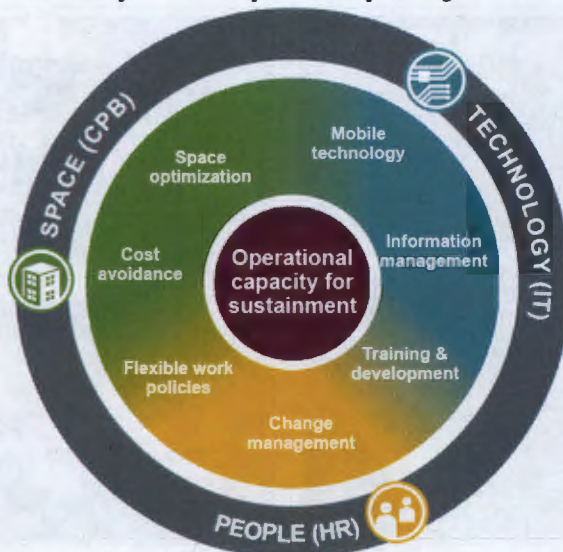 SPACE (CPB)
TECHNOLOGY (IT)
PEOPLE (HR)
Mobile
technology
Space
optimization
Information
management
Cost
avoidance
Operational
capacity for
sustainment
Training &
development
Flexible work
policies
Change
management